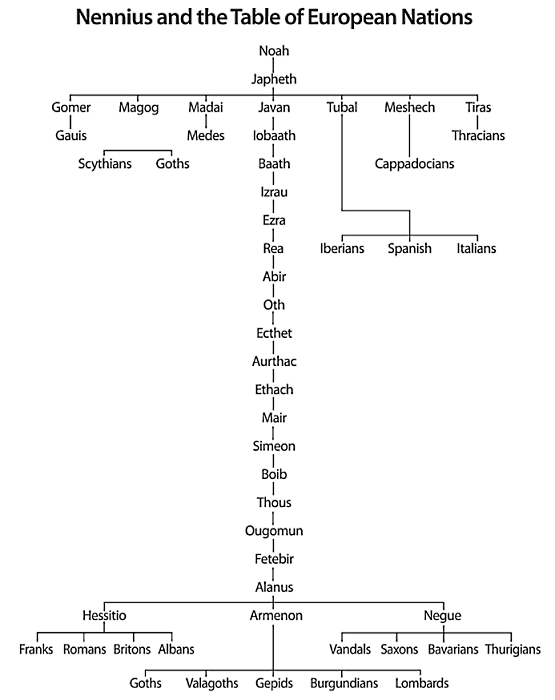 Nennius and the Table of European Nations
Noah
Japheth
Gomer Magog Madai Javan Tubal Meshech Tiras
Gauis Medes Iobaath Thracians
Scythians Goths Baath Cappadocians
Izrau
Ezra
Rea Iberians Spanish Italians
Abir
Oth
Ecthet
Aurthac
Ethach
Mair
Simeon
Boib
Thous
Ougomun
Fetebir
Alanus
Hessitio Armenon Negue
Franks Romans Britons Albans Vandals Saxons Bavarians Thurigians
Goths Valagoths Gepids Burgundians Lombards